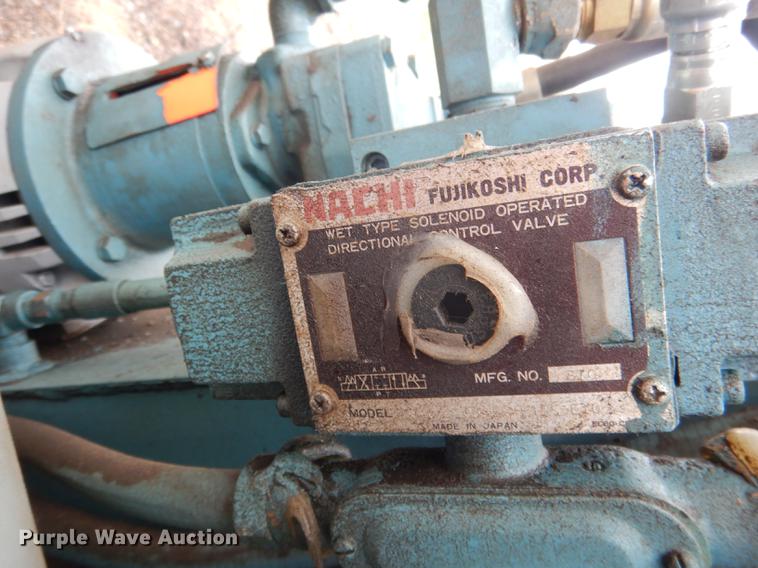 NACHI FUJIKOSHI CORP
WET TYPE SOLENOID OPERATED
DIRECTIONAL CONTROL VALVE
A B
P T
MFG. NO.
MODEL
MADE IN JAPAN
Purple Wave Auction